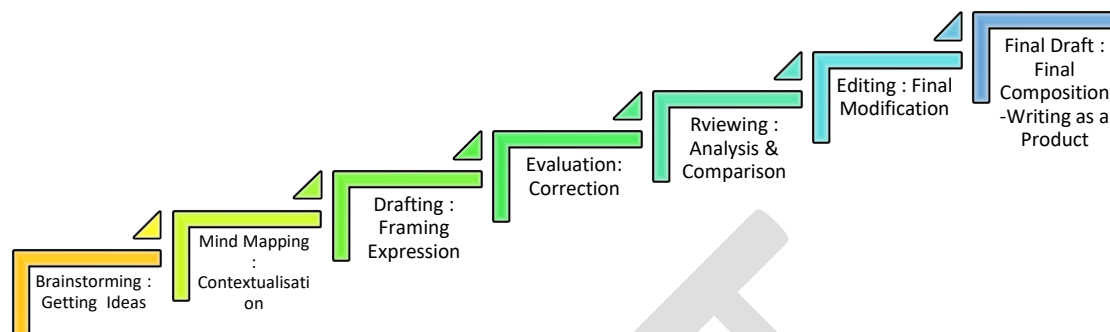 Brainstorming :
Getting Ideas
Mind Mapping
:
Contextualisati
on
Drafting :
Framing
Expression
Evaluation:
Correction
Rviewing :
Analysis &
Comparison
Editing : Final
Modification
Final Draft :
Final
Composition
-Writing as a
Product